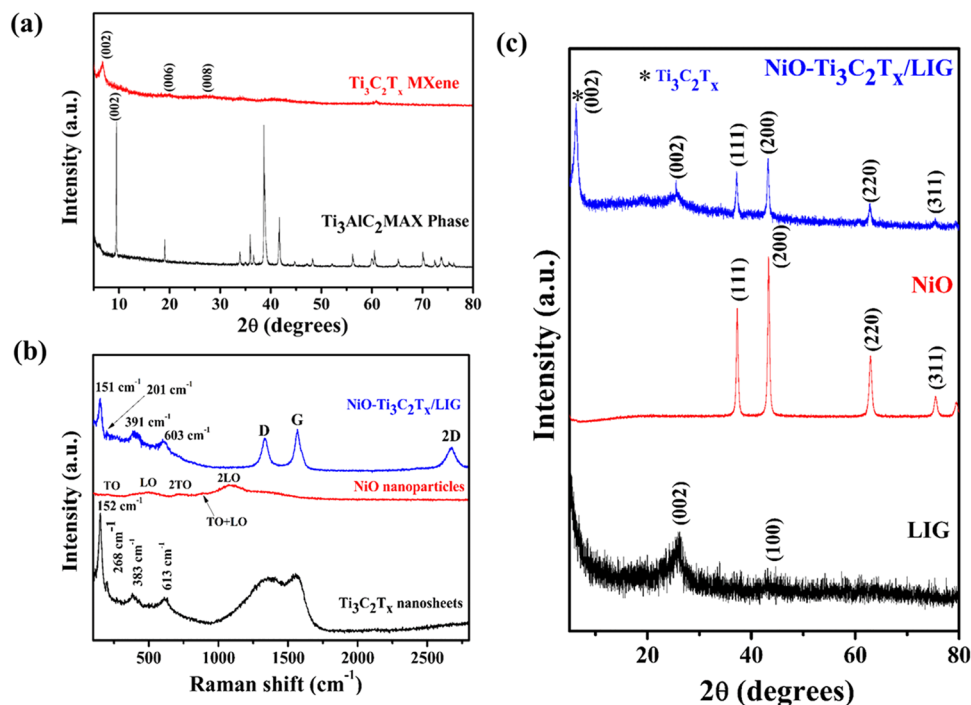 (a)
(002)
(006)
(008)
Ti₃C₂Tₓ MXene
(002)
Ti₃AlC₂MAX Phase
Intensity (a.u.)
10 20 30 40 50 60 70 80
2θ (degrees)
(b)
151 cm⁻¹
201 cm⁻¹
391 cm⁻¹
603 cm⁻¹
NiO-Ti₃C₂Tₓ/LIG
D
G
2D
TO
LO
2TO
2LO
NiO nanoparticles
TO+LO
152 cm⁻¹
268 cm⁻¹
383 cm⁻¹
613 cm⁻¹
Ti₃C₂Tₓ nanosheets
Intensity (a.u.)
500 1000 1500 2000 2500
Raman shift (cm⁻¹)
(c)
* Ti₃C₂Tₓ
NiO-Ti₃C₂Tₓ/LIG
*
(002)
(002)
(111)
(200)
(220)
(311)
NiO
(111)
(200)
(220)
(311)
LIG
(002)
(100)
Intensity (a.u.)
20 40 60 80
2θ (degrees)